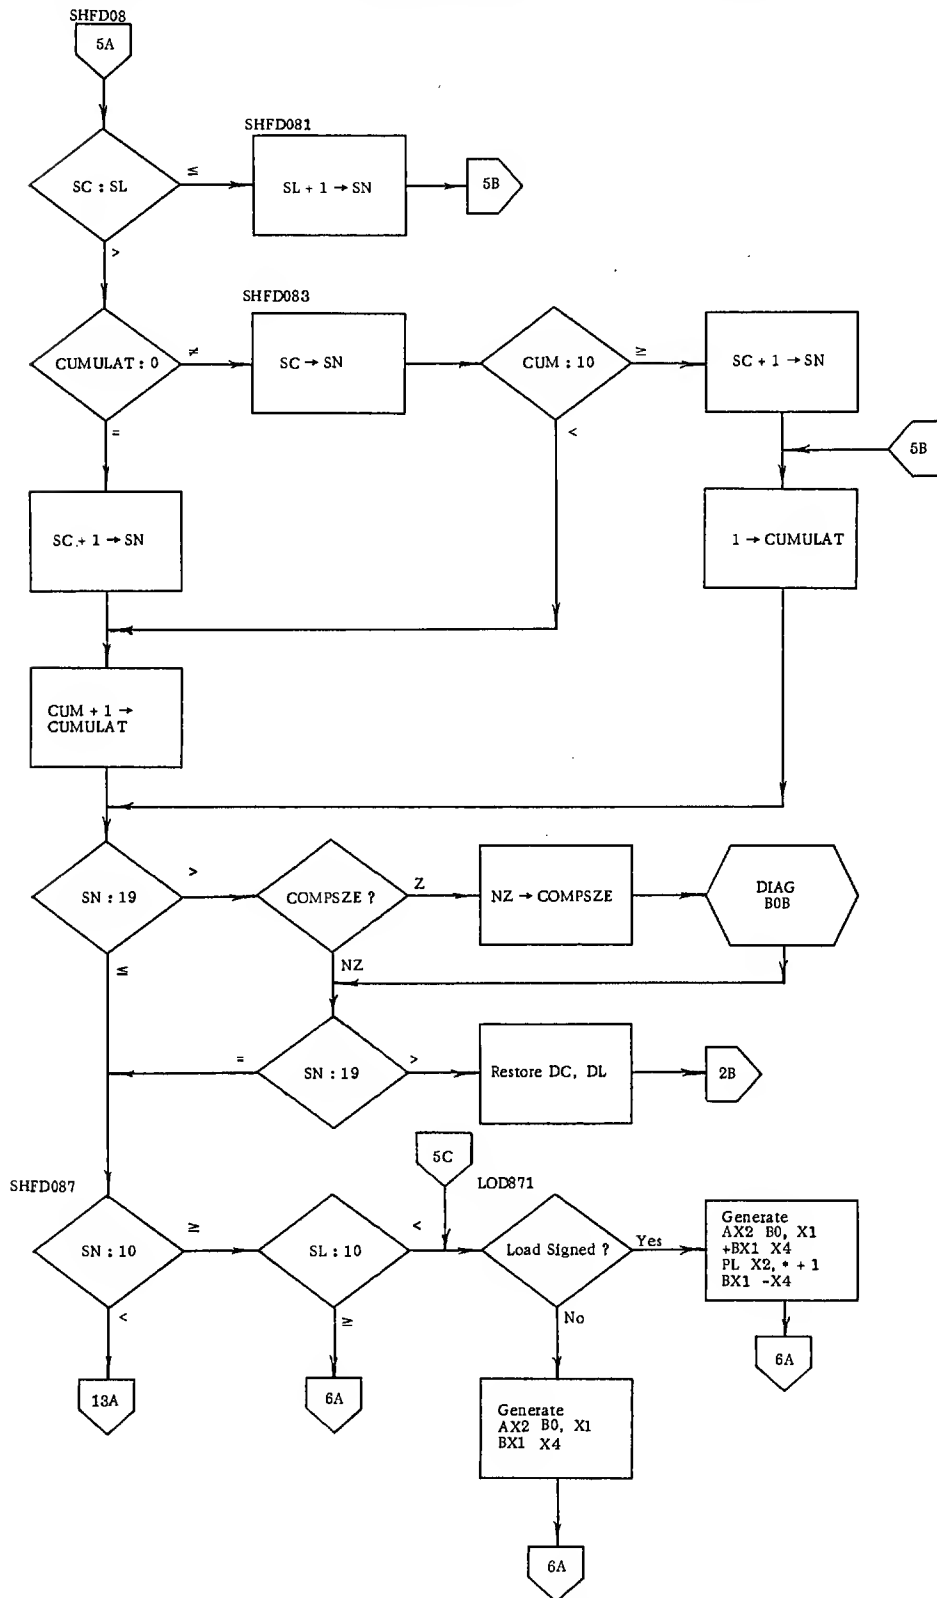 SHFD08
5A
SHFD081
SC : SL
≤
SL + 1 → SN
5B
>
SHFD083
CUMULAT : 0
≠
SC → SN
CUM : 10
≥
SC + 1 → SN
=
<
5B
SC + 1 → SN
1 → CUMULAT
CUM + 1 →
CUMULAT
SN : 19
>
COMPSZE ?
Z
NZ → COMPSZE
DIAG
B0B
≤
NZ
=
SN : 19
>
Restore DC, DL
2B
5C
SHFD087
LOD871
SN : 10
≥
SL : 10
<
Load Signed ?
Yes
Generate
AX2 B0, X1
+BX1 X4
PL X2, * + 1
BX1 -X4
<
≥
No
13A
6A
6A
Generate
AX2 B0, X1
BX1 X4
6A